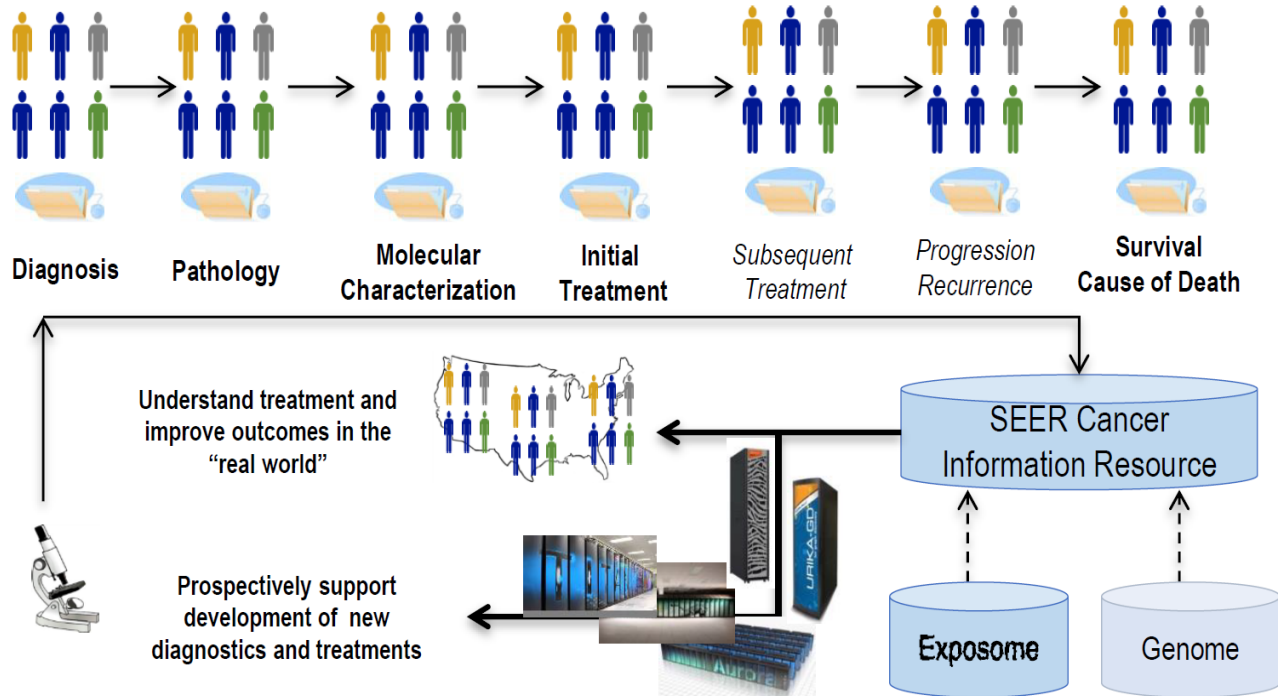 Diagnosis
Pathology
Molecular
Characterization
Initial
Treatment
Subsequent
Treatment
Progression
Recurrence
Survival
Cause of Death
Understand treatment and
improve outcomes in the
“real world”
SEER Cancer
Information Resource
URIKA-GD
Prospectively support
development of new
diagnostics and treatments
Aurora
Exposome
Genome